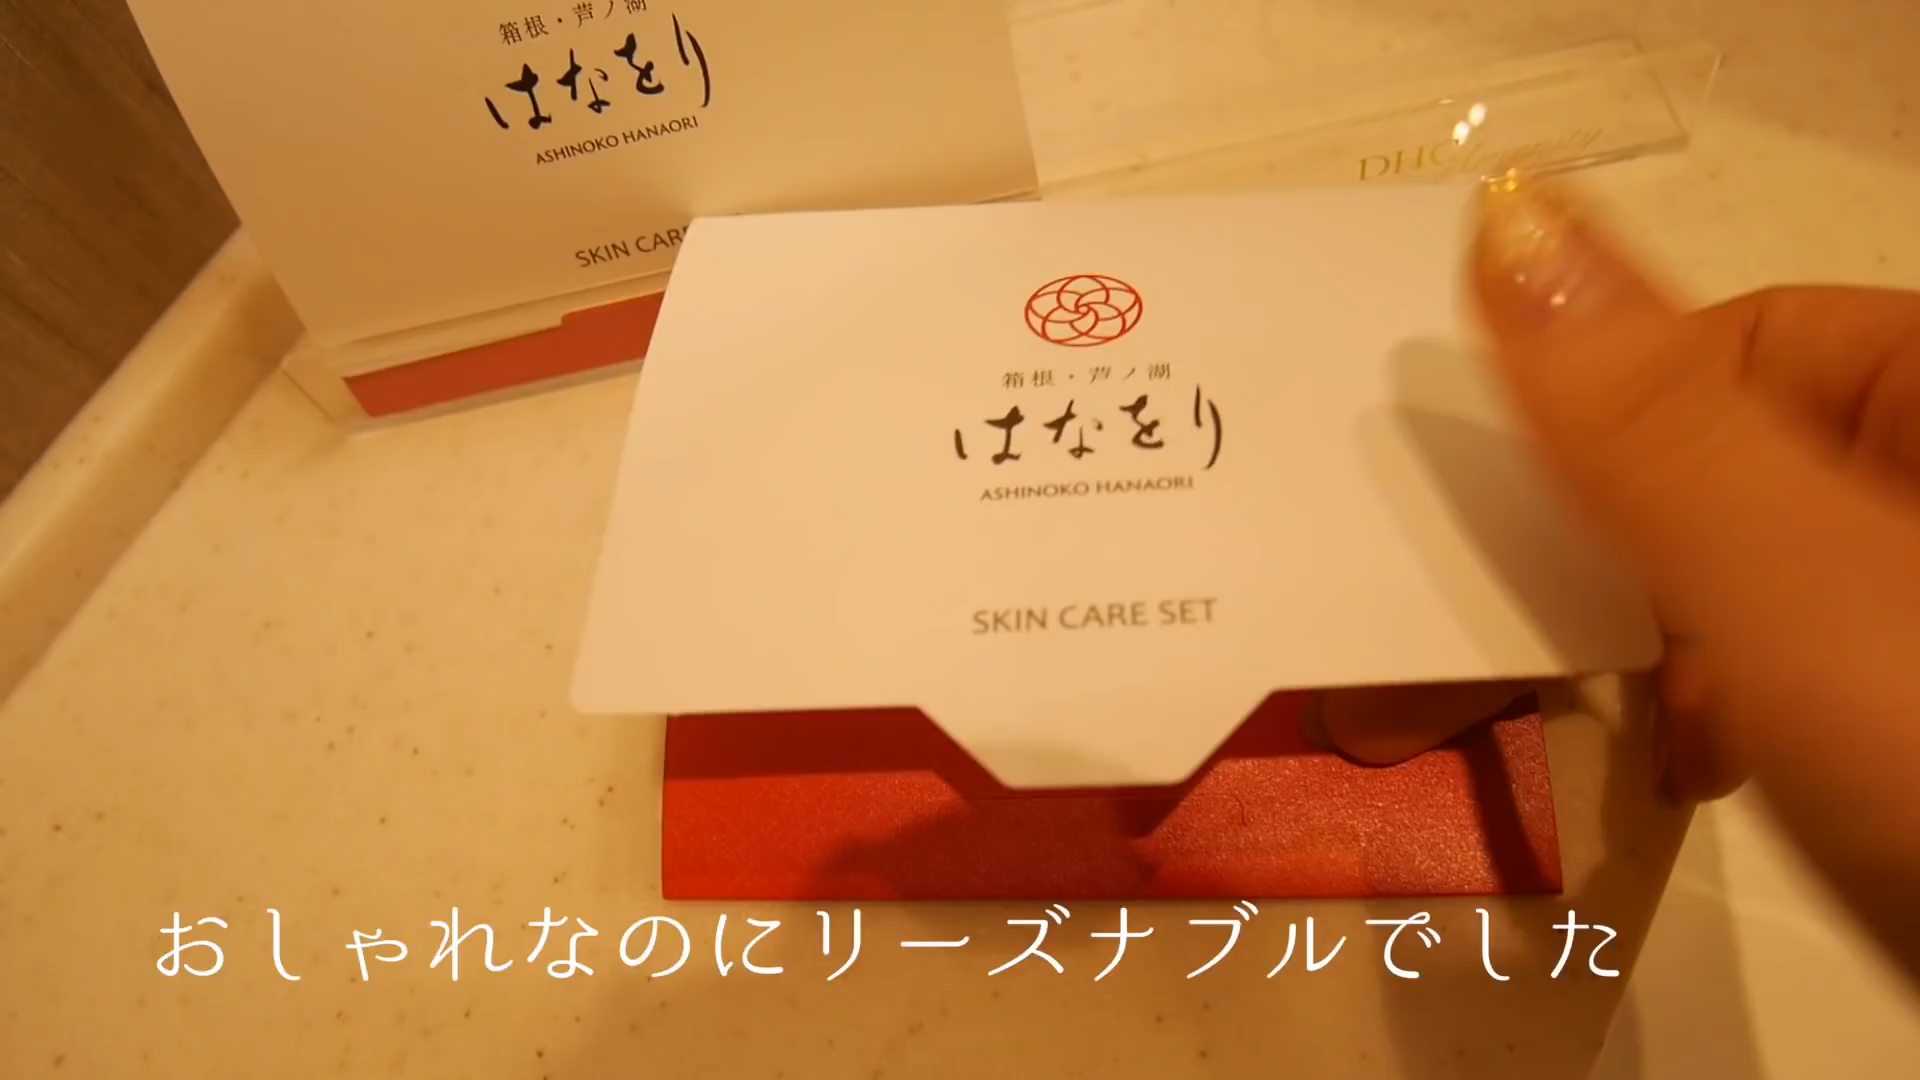 箱根・芦ノ湖
はなをり
ASHINOKO HANAORI
SKIN CARE
DHC
箱根・芦ノ湖
はなをり
ASHINOKO HANAORI
SKIN CARE SET
おしゃれなのにリーズナブルでした